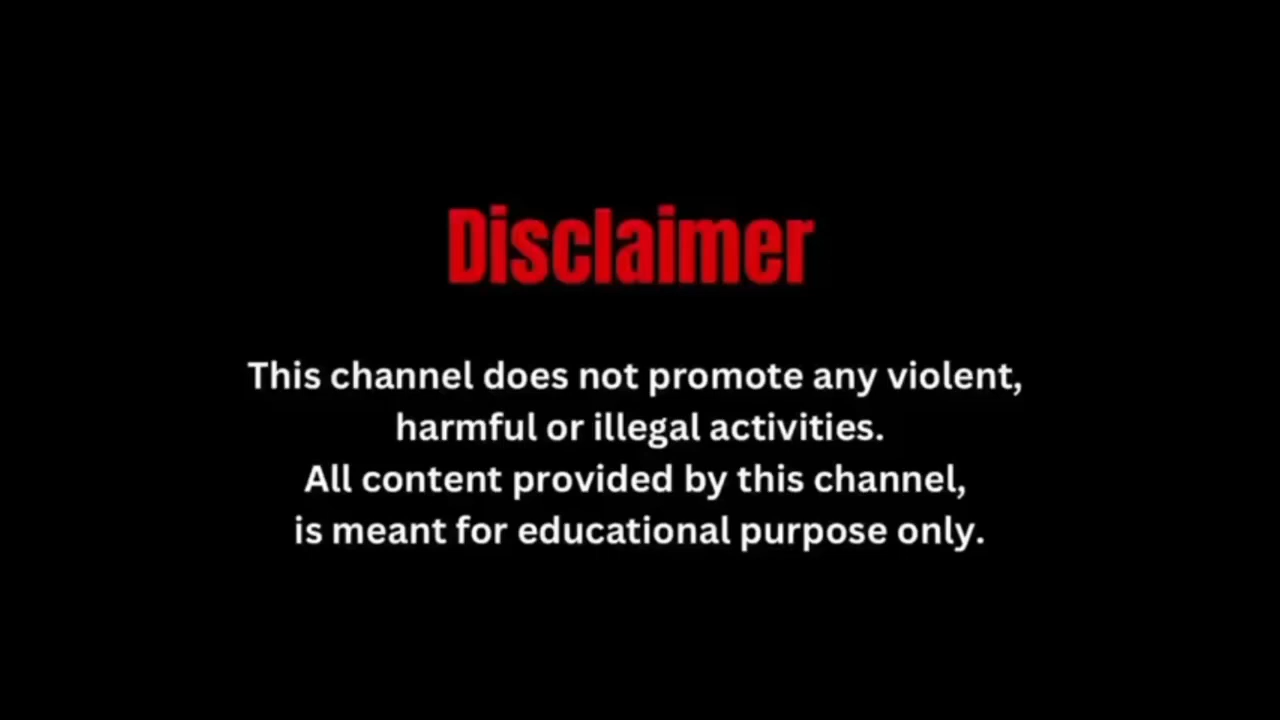 Disclaimer
This channel does not promote any violent,
harmful or illegal activities.
All content provided by this channel,
is meant for educational purpose only.